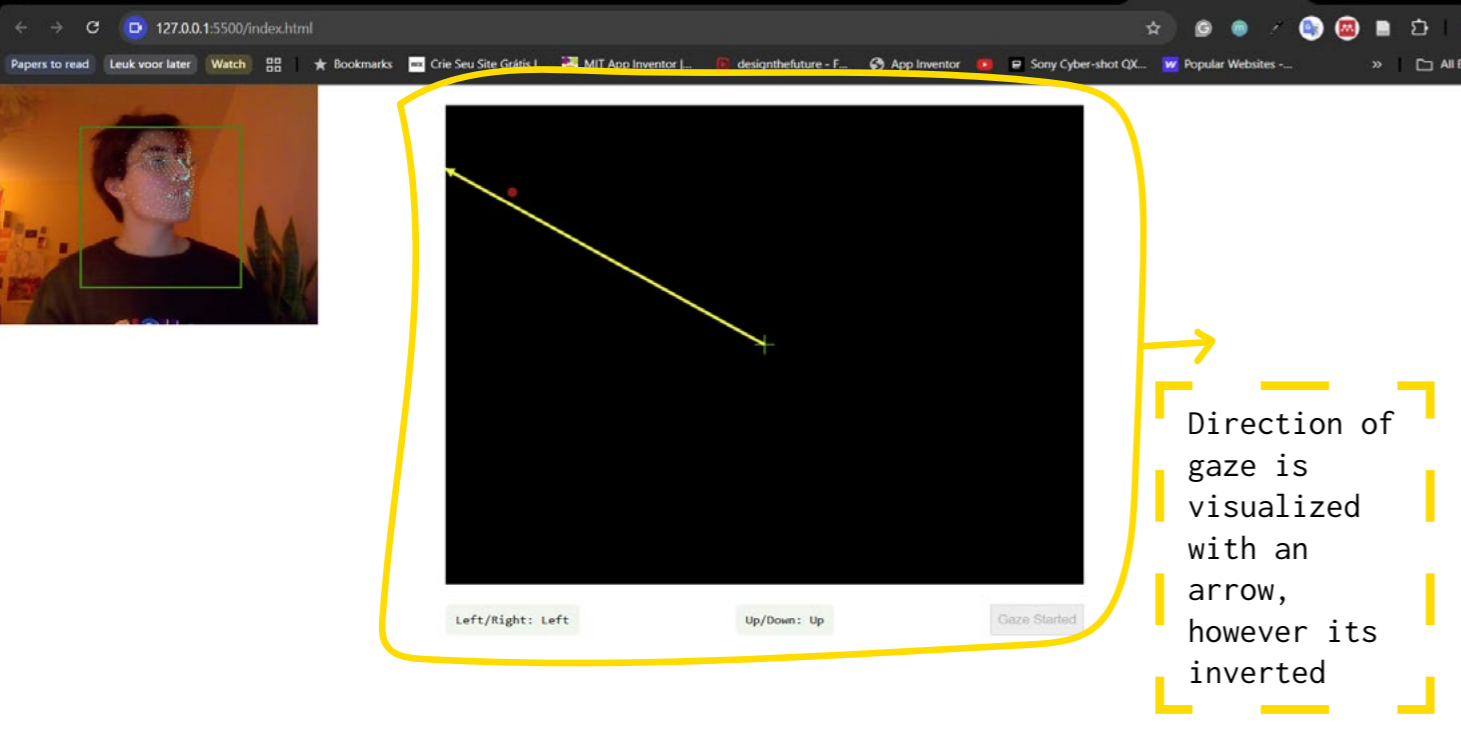 127.0.0.1:5500/index.html
Papers to read Leuk voor later Watch Bookmarks Crie Seu Site Grátis | MIT App Inventor |... designthefuture - F... App Inventor Sony Cyber-shot QX... Popular Websites -... » All
Left/Right: Left Up/Down: Up Gaze Started
Direction of
gaze is
visualized
with an
arrow,
however its
inverted